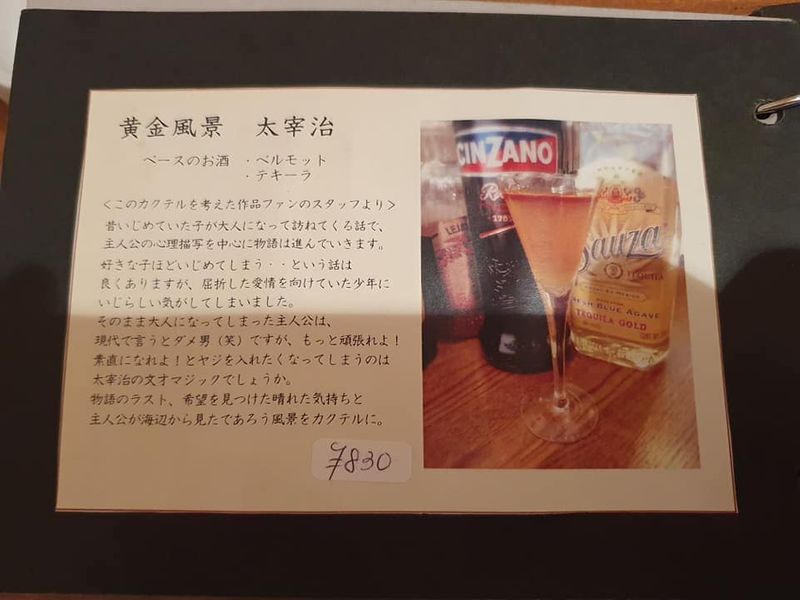 黄金風景　太宰治
ベースのお酒 ・ベルモット
・テキーラ
＜このカクテルを考えた作品ファンのスタッフより＞
昔いじめていた子が大人になって訪ねてくる話で、
主人公の心理描写を中心に物語は進んでいきます。
好きな子ほどいじめてしまう・・という話は
良くありますが、屈折した愛情を向けていた少年に
いじらしい気がしてしまいました。
そのまま大人になってしまった主人公は、
現代で言うとダメ男（笑）ですが、もっと頑張れよ！
素直になれよ！とヤジを入れたくなってしまうのは
太宰治の文才マジックでしょうか。
物語のラスト、希望を見つけた晴れた気持ちと
主人公が海辺から見たであろう風景をカクテルに。
7830
CINZANO
Sauza
TEQUILA
BLUE AGAVE
TEQUILA GOLD